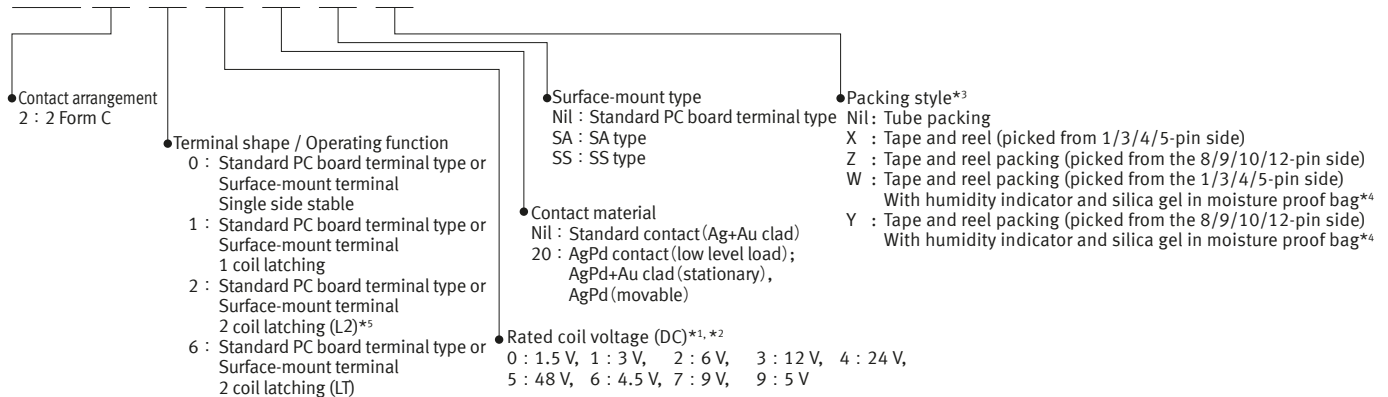 Contact arrangement
2 : 2 Form C
Terminal shape / Operating function
0 : Standard PC board terminal type or
Surface-mount terminal
Single side stable
1 : Standard PC board terminal type or
Surface-mount terminal
1 coil latching
2 : Standard PC board terminal type or
Surface-mount terminal
2 coil latching (L2)*5
6 : Standard PC board terminal type or
Surface-mount terminal
2 coil latching (LT)
Rated coil voltage (DC)*1, *2
0 : 1.5 V, 1 : 3 V, 2 : 6 V, 3 : 12 V, 4 : 24 V,
5 : 48 V, 6 : 4.5 V, 7 : 9 V, 9 : 5 V
Contact material
Nil : Standard contact (Ag+Au clad)
20 : AgPd contact (low level load);
AgPd+Au clad (stationary),
AgPd (movable)
Surface-mount type
Nil : Standard PC board terminal type
SA : SA type
SS : SS type
Packing style*3
Nil : Tube packing
X : Tape and reel (picked from 1/3/4/5-pin side)
Z : Tape and reel packing (picked from the 8/9/10/12-pin side)
W : Tape and reel packing (picked from the 1/3/4/5-pin side)
With humidity indicator and silica gel in moisture proof bag*4
Y : Tape and reel packing (picked from the 8/9/10/12-pin side)
With humidity indicator and silica gel in moisture proof bag*4